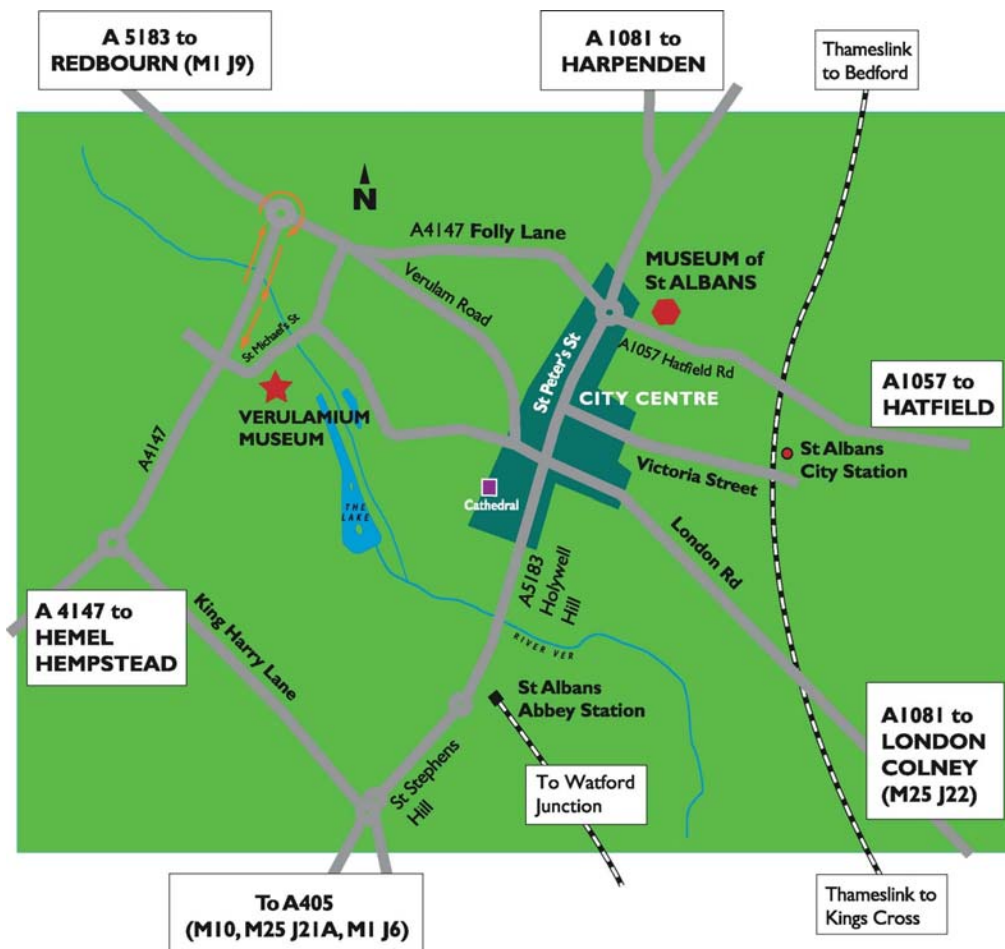 A 5183 to
REDBOURN (M1 J9)
A 1081 to
HARPENDEN
Thameslink
to Bedford
N
A4147 Folly Lane
MUSEUM of
St ALBANS
Verulam Road
St Michael's St
St Peter's St
A1057 Hatfield Rd
A1057 to
HATFIELD
CITY CENTRE
VERULAMIUM
MUSEUM
A4147
St Albans
City Station
Victoria Street
Cathedral
THE
LAKE
London Rd
A5183
Holywell
Hill
A 4147 to
HEMEL
HEMPSTEAD
King Harry Lane
RIVER VER
St Albans
Abbey Station
A1081 to
LONDON
COLNEY
(M25 J22)
St Stephens
Hill
To Watford
Junction
To A405
(M10, M25 J21A, M1 J6)
Thameslink to
Kings Cross